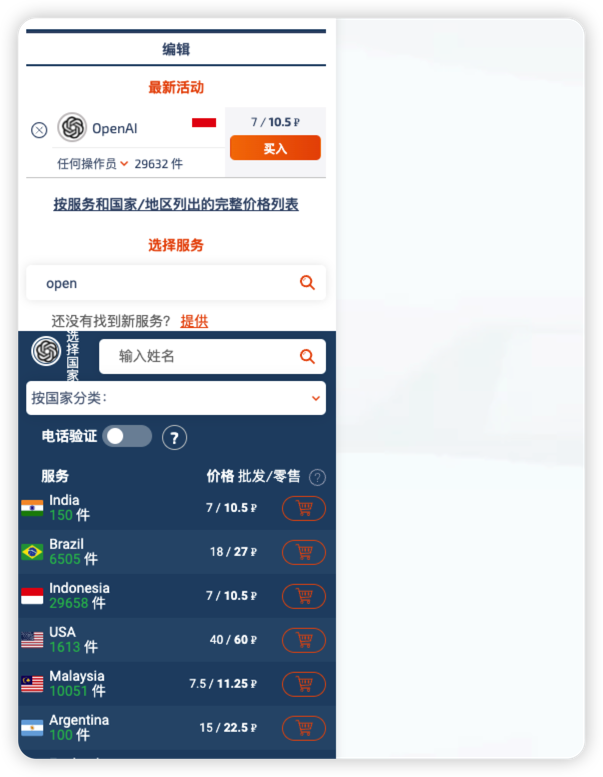 编辑
最新活动
OpenAI
7 / 10.5 ₽
买入
任何操作员 29632 件
按服务和国家/地区列出的完整价格列表
选择服务
open
还没有找到新服务? 提供
选择国家
输入姓名
按国家分类:
电话验证 ?
服务 价格 批发/零售 ?
India
150 件
7 / 10.5 ₽
Brazil
6505 件
18 / 27 ₽
Indonesia
29658 件
7 / 10.5 ₽
USA
1613 件
40 / 60 ₽
Malaysia
10051 件
7.5 / 11.25 ₽
Argentina
100 件
15 / 22.5 ₽